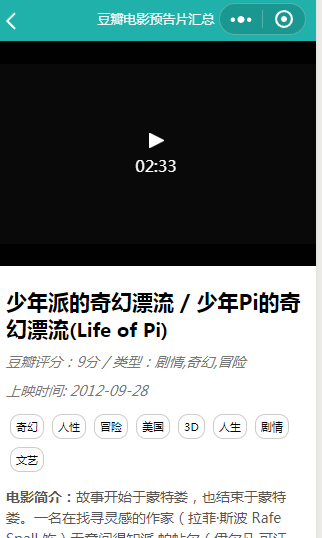 豆瓣电影预告片汇总
02:33
少年派的奇幻漂流 / 少年Pi的奇
幻漂流(Life of Pi)
豆瓣评分：9分 / 类型：剧情,奇幻,冒险
上映时间: 2012-09-28
奇幻 人性 冒险 美国 3D 人生 剧情
文艺
电影简介：故事开始于蒙特娄，也结束于蒙特
娄。一名在找寻灵感的作家（拉菲·斯波 Rafe